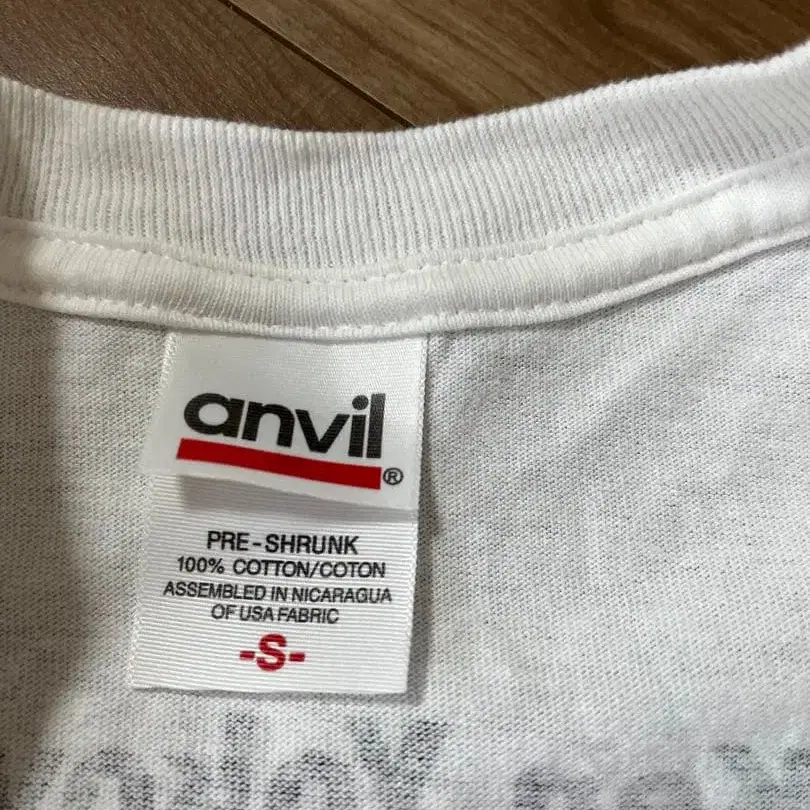 anvil®
PRE-SHRUNK
100% COTTON/COTON
ASSEMBLED IN NICARAGUA
OF USA FABRIC
-S-